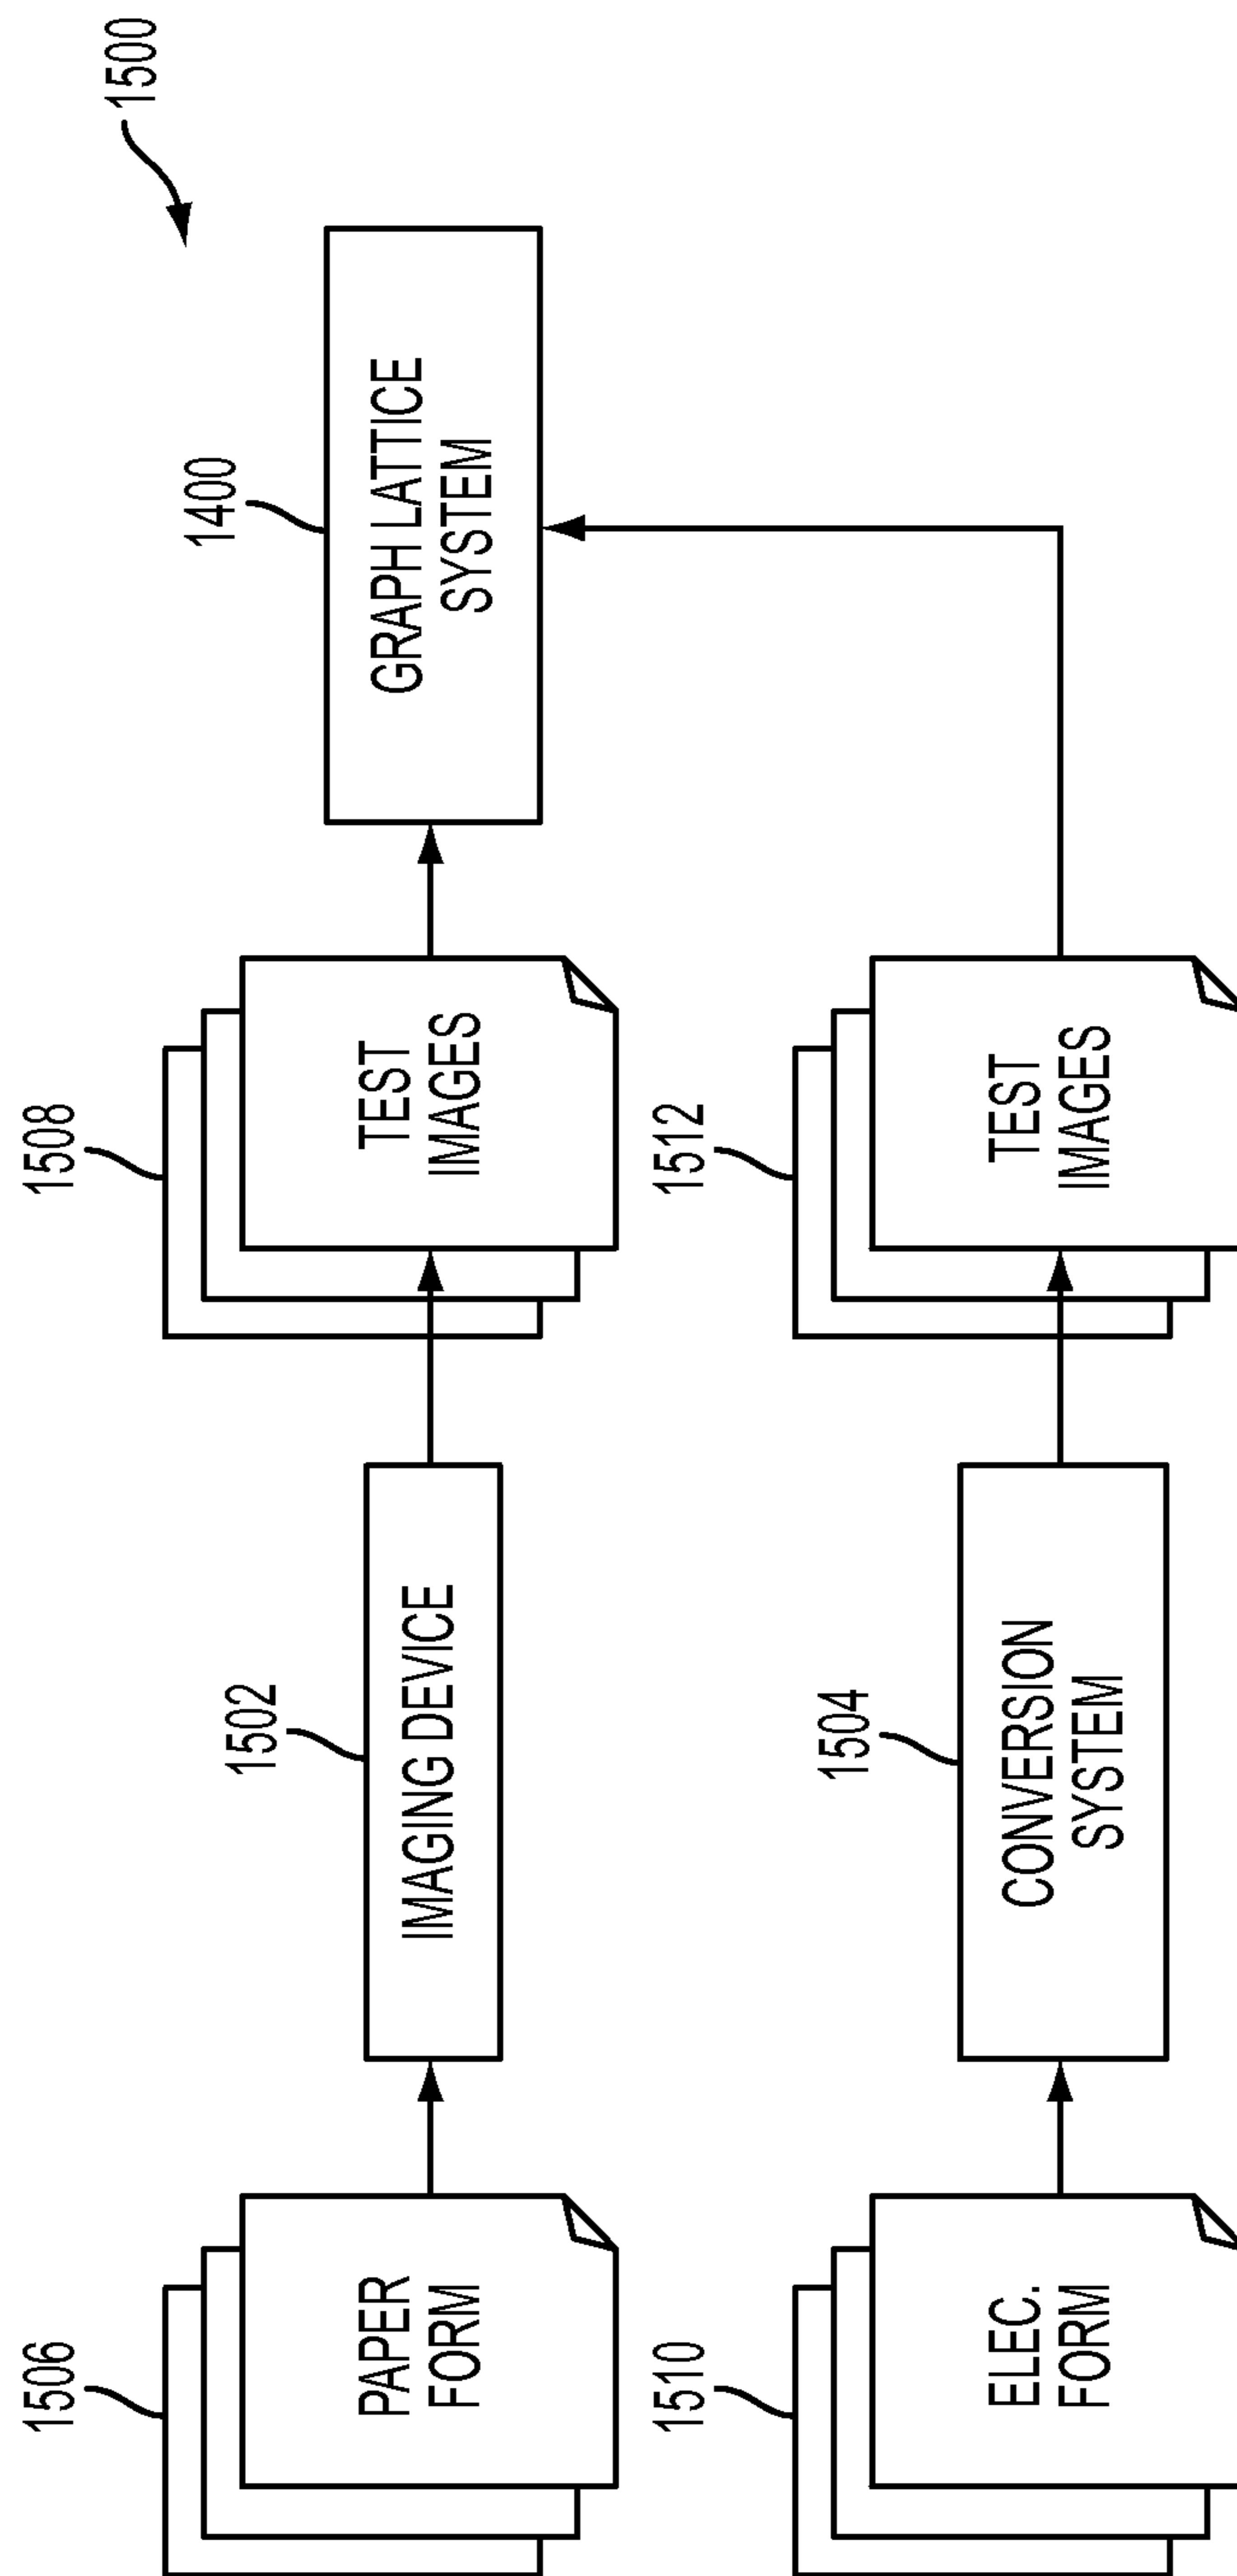 1500
1506
PAPER
FORM
1502
IMAGING DEVICE
1508
TEST
IMAGES
1400
GRAPH LATTICE
SYSTEM
1510
ELEC.
FORM
1504
CONVERSION
SYSTEM
1512
TEST
IMAGES